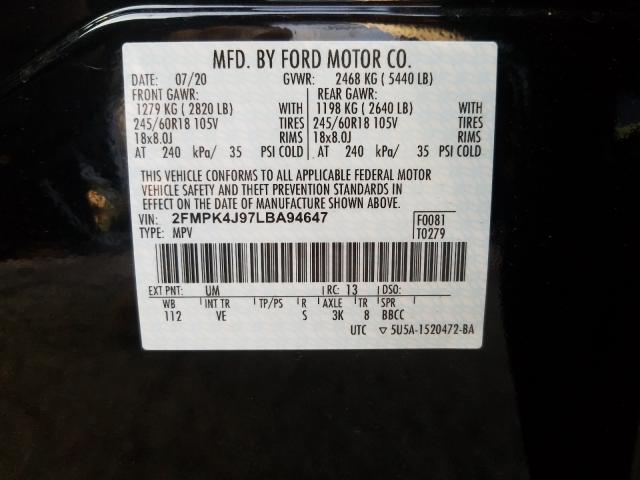 MFD. BY FORD MOTOR CO.
DATE: 07/20 GVWR: 2468 KG ( 5440 LB)
FRONT GAWR: REAR GAWR:
1279 KG ( 2820 LB) WITH 1198 KG ( 2640 LB) WITH
245/60R18 105V TIRES 245/60R18 105V TIRES
18x8.0J RIMS 18x8.0J RIMS
AT 240 kPa/ 35 PSI COLD AT 240 kPa/ 35 PSI COLD
THIS VEHICLE CONFORMS TO ALL APPLICABLE FEDERAL MOTOR
VEHICLE SAFETY AND THEFT PREVENTION STANDARDS IN
EFFECT ON THE DATE OF MANUFACTURE SHOWN ABOVE.
VIN: 2FMPK4J97LBA94647 F0081
TYPE: MPV T0279
EXT PNT: UM RC: 13 DSO:
WB INT TR TP/PS R AXLE TR SPR
112 VE S 3K 8 BBCC
UTC ▽ 5U5A-1520472-BA